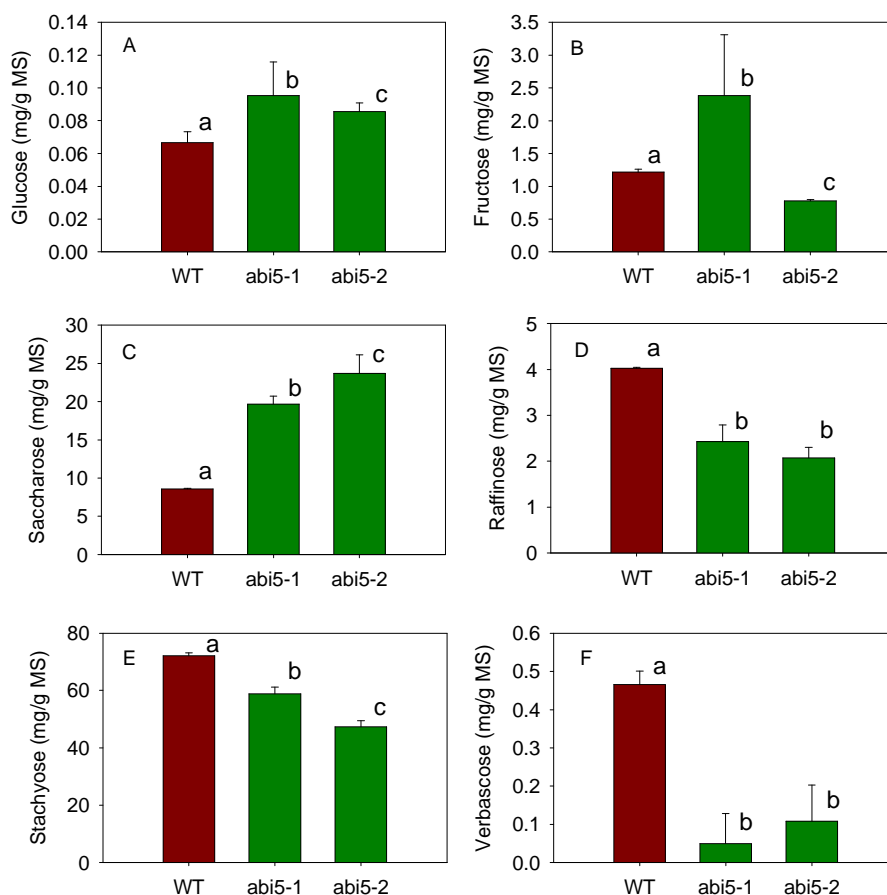 A
Glucose (mg/g MS)
0.14
0.12
0.10
0.08
0.06
0.04
0.02
0.00
a
b
c
WT abi5-1 abi5-2
B
Fructose (mg/g MS)
3.5
3.0
2.5
2.0
1.5
1.0
0.5
0.0
a
b
c
WT abi5-1 abi5-2
C
Saccharose (mg/g MS)
30
25
20
15
10
5
0
a
b
c
WT abi5-1 abi5-2
D
Raffinose (mg/g MS)
5
4
3
2
1
0
a
b
b
WT abi5-1 abi5-2
E
Stachyose (mg/g MS)
80
60
40
20
0
a
b
c
WT abi5-1 abi5-2
F
Verbascose (mg/g MS)
0.6
0.5
0.4
0.3
0.2
0.1
0.0
a
b
b
WT abi5-1 abi5-2